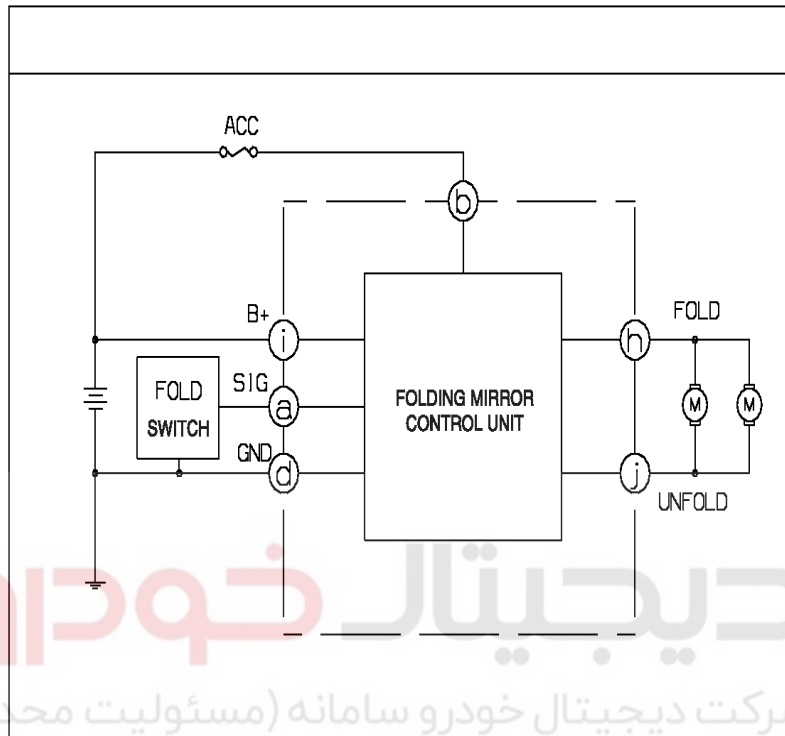 ACC
b
B+
i
FOLD
SWITCH
SIG
a
GND
d
FOLDING MIRROR
CONTROL UNIT
h
FOLD
M
M
j
UNFOLD
دیجیتال خودرو
شرکت دیجیتال خودرو سامانه (مسئولیت